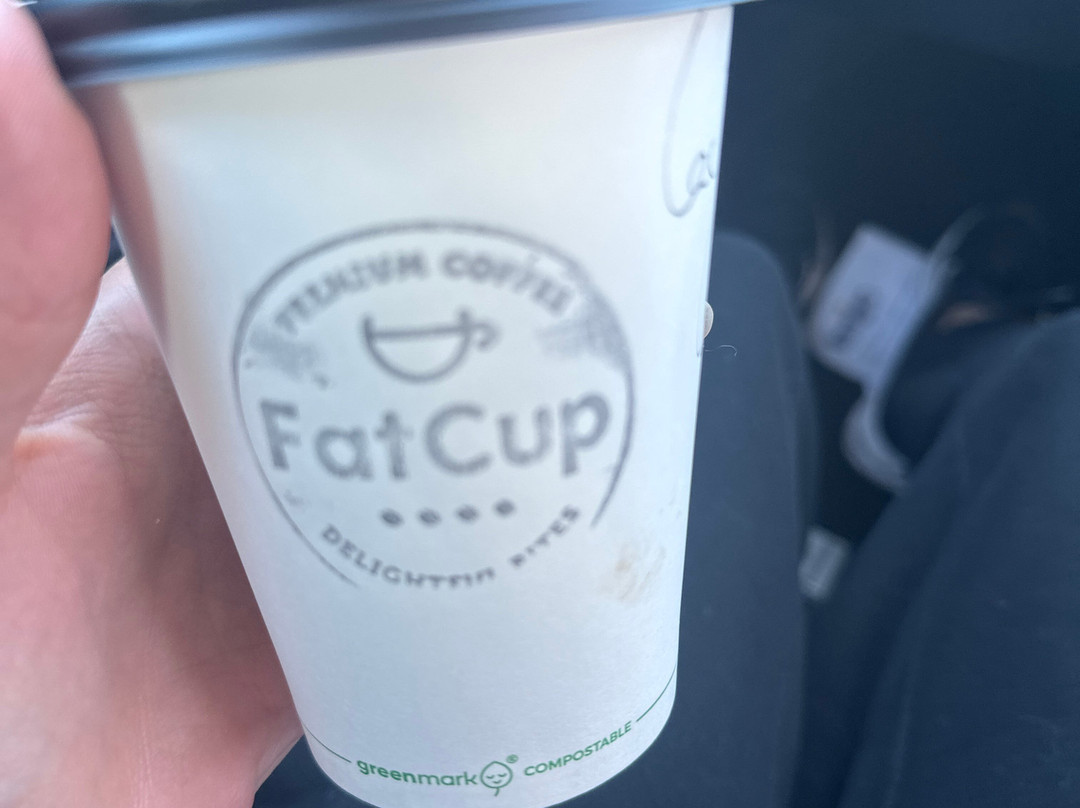 PREMIUM COFFEE
FatCup
DELIGHTFUL BITES
greenmark® COMPOSTABLE